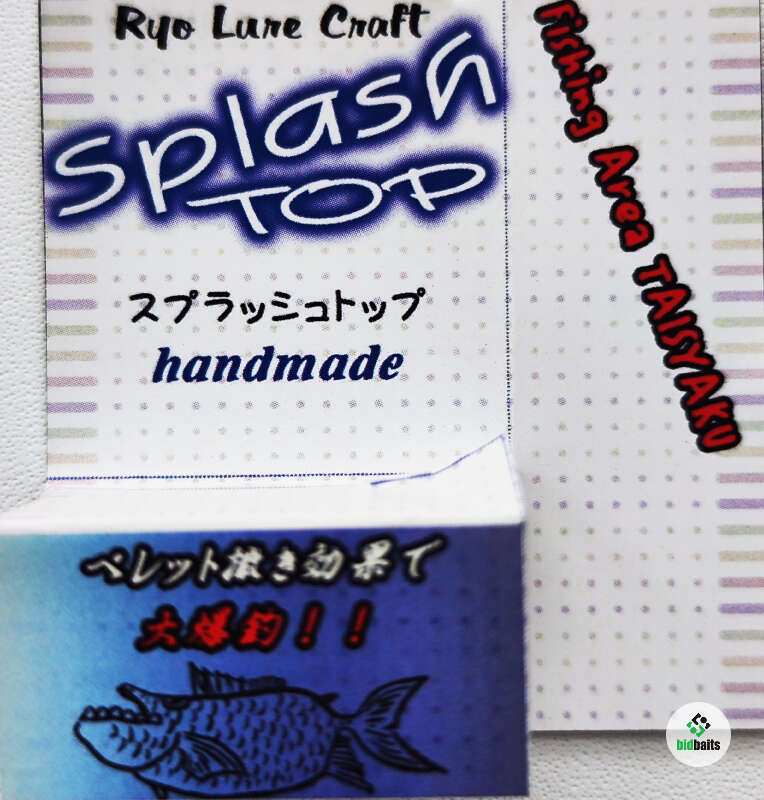 Ryo Lure Craft
Splash
TOP
スプラッシュトップ
handmade
Fishing Area TAISYAKU
ペレット撒き効果で
大爆釣！！
bidbaits